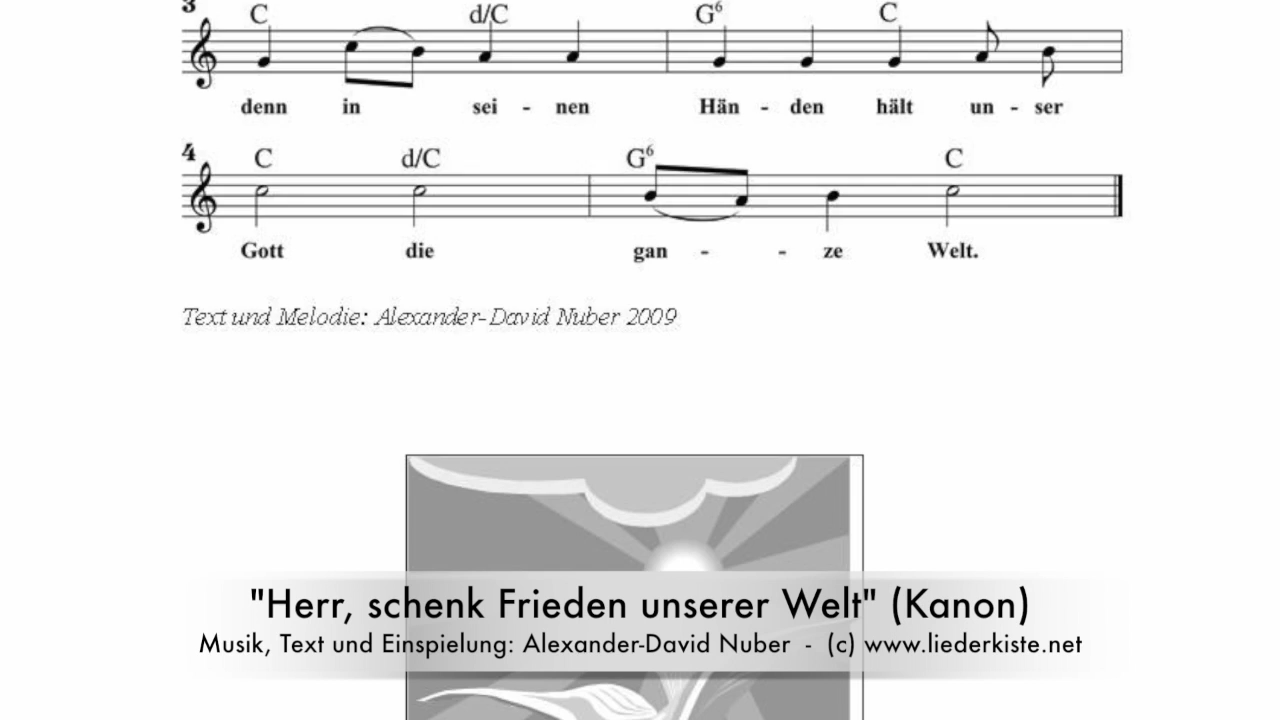 3 C d/C G6 C
denn in sei - nen Hän - den hält un - ser
4 C d/C G6 C
Gott die gan - - ze Welt.
Text und Melodie: Alexander-David Nuber 2009
"Herr, schenk Frieden unserer Welt" (Kanon)
Musik, Text und Einspielung: Alexander-David Nuber - (c) www.liederkiste.net